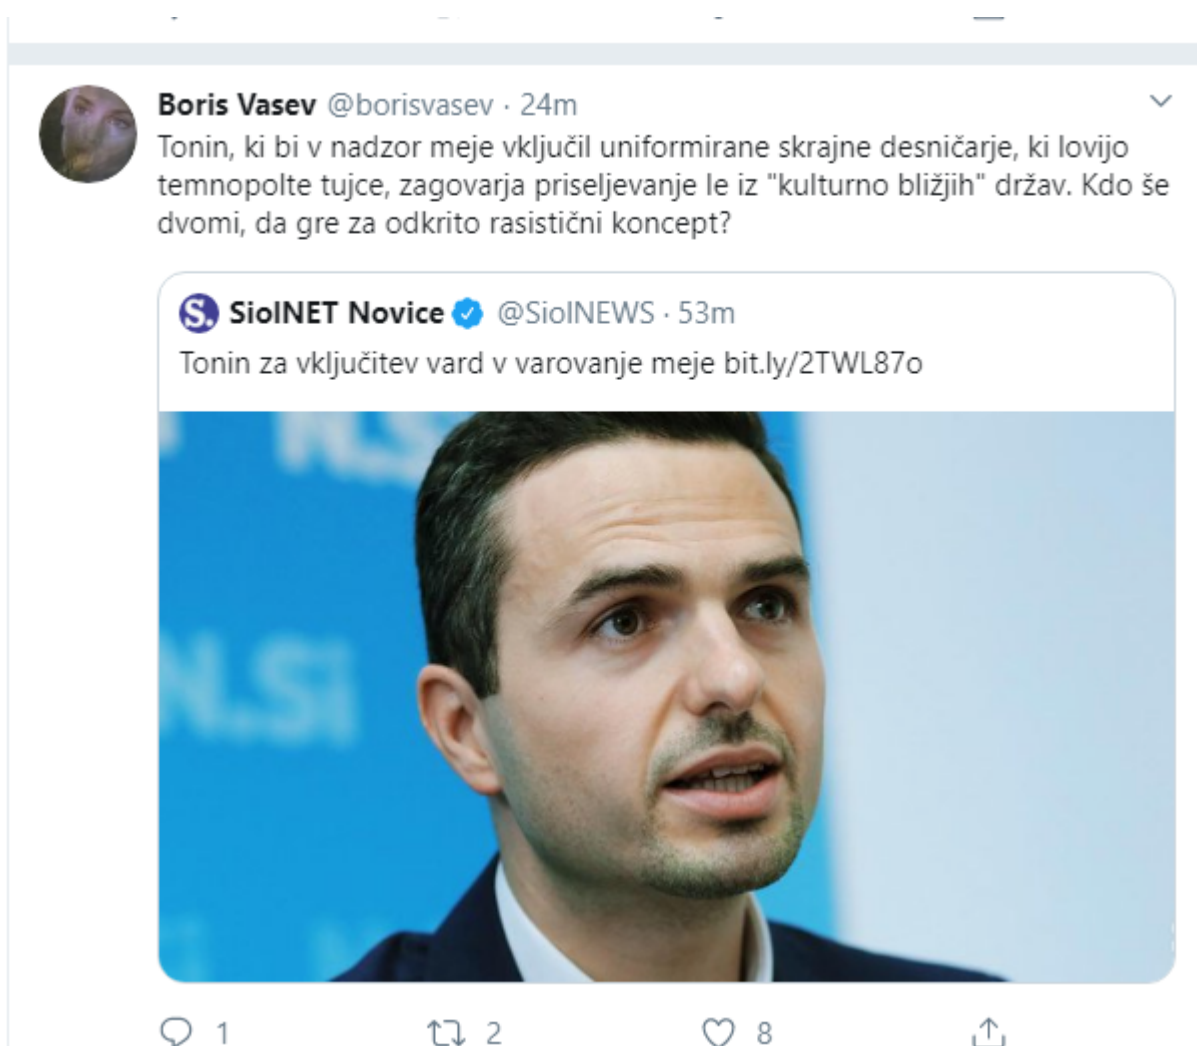 Boris Vasev @borisvasev · 24m
Tonin, ki bi v nadzor meje vključil uniformirane skrajne desničarje, ki lovijo
temnopolte tujce, zagovarja priseljevanje le iz "kulturno bližjih" držav. Kdo še
dvomi, da gre za odkrito rasistični koncept?
S. SiolNET Novice @SiolNEWS · 53m
Tonin za vključitev vard v varovanje meje bit.ly/2TWL87o
N.Si
N.Si
1 2 8